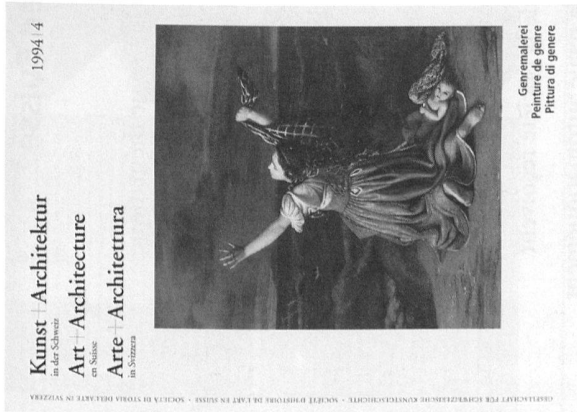 Kunst+Architektur
in der Schweiz
1994|4
Art+Architecture
en Suisse
Arte+Architettura
in Svizzera
Genremalerei
Peinture de genre
Pittura di genere
GESELLSCHAFT FÜR SCHWEIZERISCHE KUNSTGESCHICHTE · SOCIÉTÉ D'HISTOIRE DE L'ART EN SUISSE · SOCIETÀ DI STORIA DELL'ARTE IN SVIZZERA